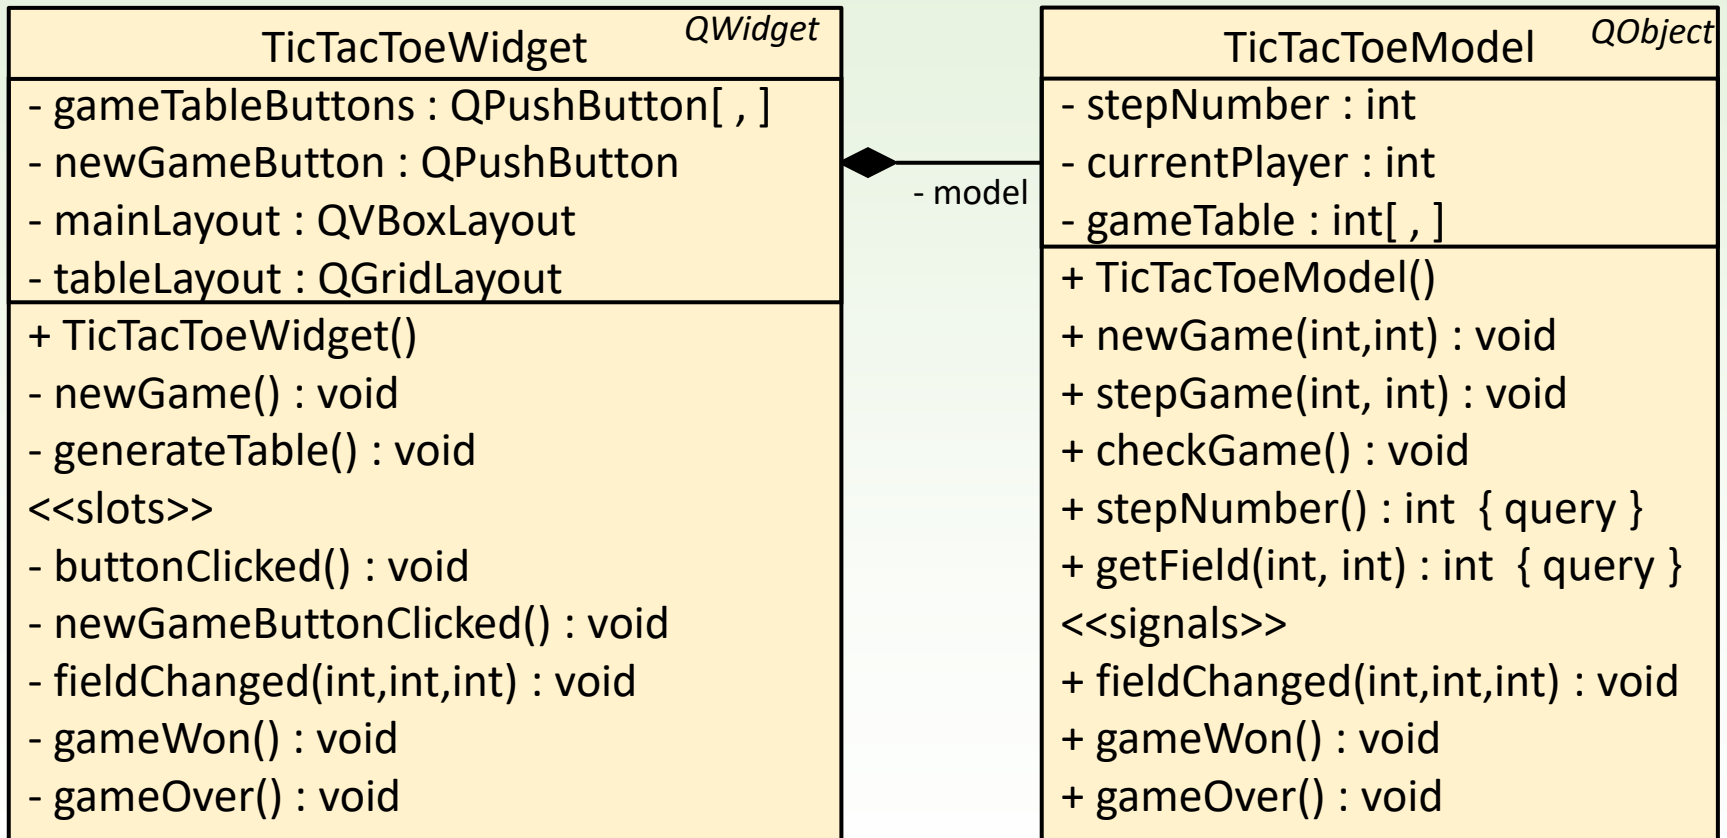 TicTacToeWidget QWidget
- gameTableButtons : QPushButton[ , ]
- newGameButton : QPushButton
- mainLayout : QVBoxLayout
- tableLayout : QGridLayout
+ TicTacToeWidget()
- newGame() : void
- generateTable() : void
<<slots>>
- buttonClicked() : void
- newGameButtonClicked() : void
- fieldChanged(int,int,int) : void
- gameWon() : void
- gameOver() : void
- model
TicTacToeModel QObject
- stepNumber : int
- currentPlayer : int
- gameTable : int[ , ]
+ TicTacToeModel()
+ newGame(int,int) : void
+ stepGame(int, int) : void
+ checkGame() : void
+ stepNumber() : int { query }
+ getField(int, int) : int { query }
<<signals>>
+ fieldChanged(int,int,int) : void
+ gameWon() : void
+ gameOver() : void